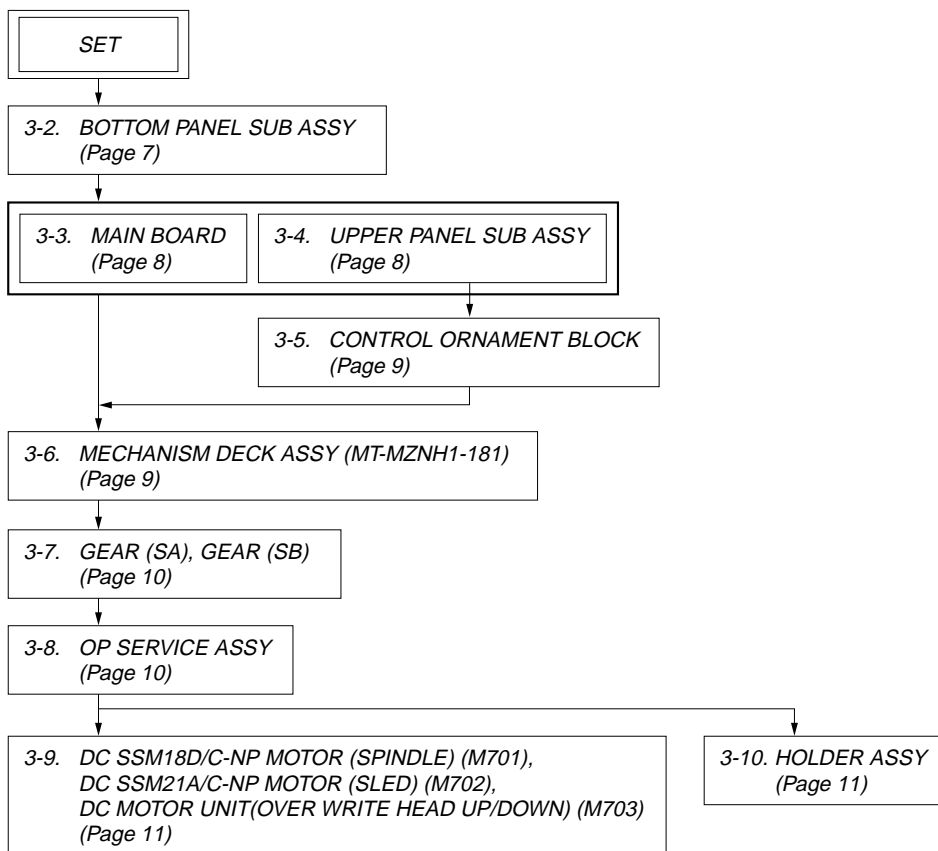 SET
3-2. BOTTOM PANEL SUB ASSY
(Page 7)
3-3. MAIN BOARD
(Page 8)
3-4. UPPER PANEL SUB ASSY
(Page 8)
3-5. CONTROL ORNAMENT BLOCK
(Page 9)
3-6. MECHANISM DECK ASSY (MT-MZNH1-181)
(Page 9)
3-7. GEAR (SA), GEAR (SB)
(Page 10)
3-8. OP SERVICE ASSY
(Page 10)
3-9. DC SSM18D/C-NP MOTOR (SPINDLE) (M701),
DC SSM21A/C-NP MOTOR (SLED) (M702),
DC MOTOR UNIT(OVER WRITE HEAD UP/DOWN) (M703)
(Page 11)
3-10. HOLDER ASSY
(Page 11)